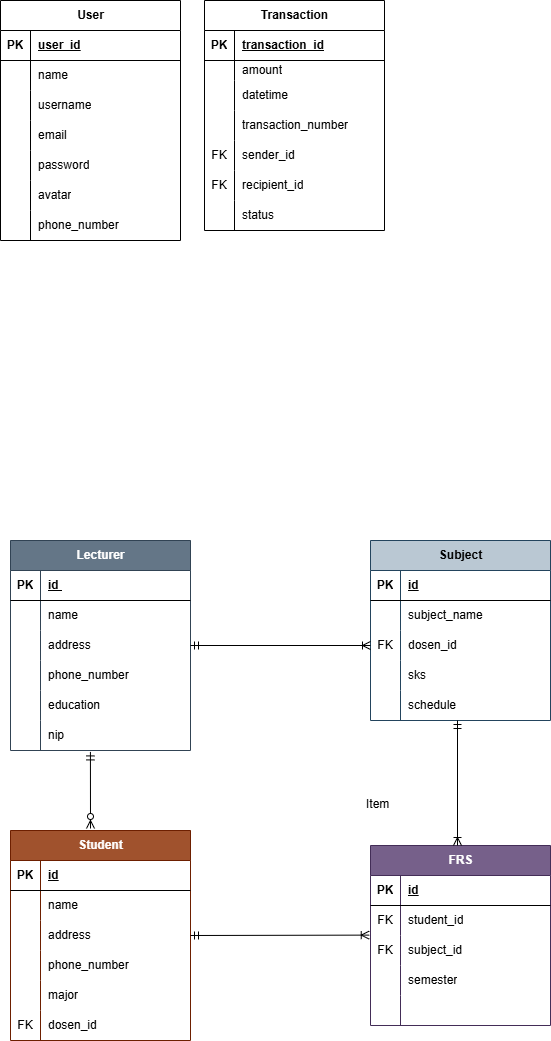 User
PK user_id
name
username
email
password
avatar
phone_number
Transaction
PK transaction_id
amount
datetime
transaction_number
FK sender_id
FK recipient_id
status
Lecturer
PK id
name
address
phone_number
education
nip
Subject
PK id
subject_name
FK dosen_id
sks
schedule
Item
Student
PK id
name
address
phone_number
major
FK dosen_id
FRS
PK id
FK student_id
FK subject_id
semester